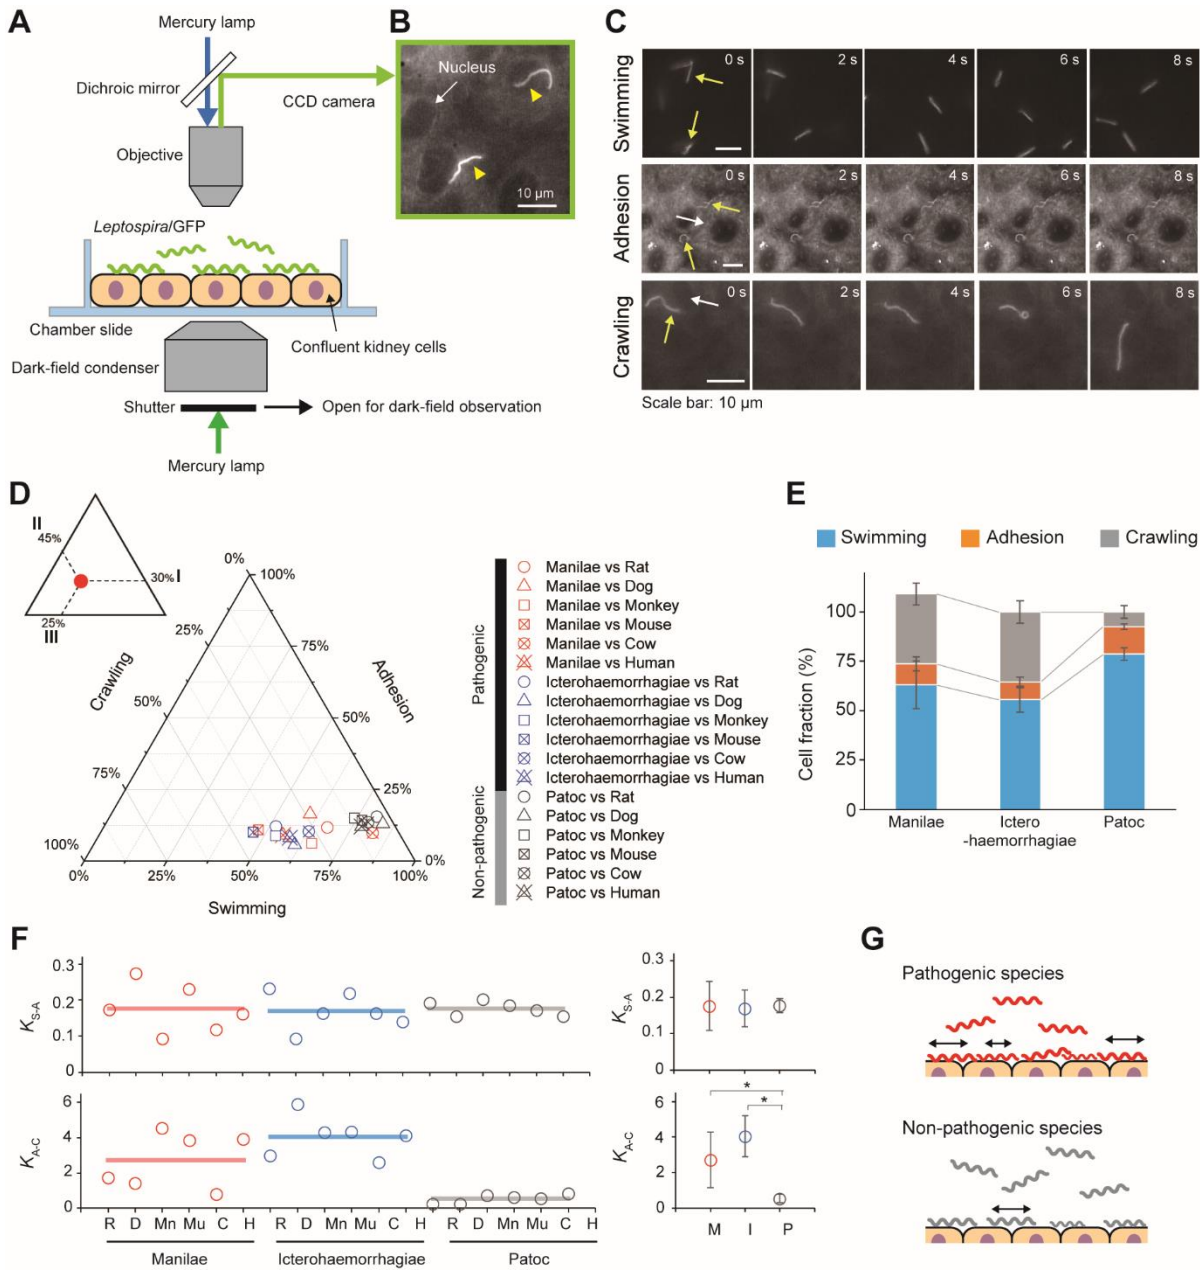 A
Mercury lamp
Dichroic mirror
CCD camera
Objective
Leptospira/GFP
Chamber slide
Confluent kidney cells
Dark-field condenser
Shutter
Open for dark-field observation
Mercury lamp
B
Nucleus
10 µm
C
Swimming
0 s
2 s
4 s
6 s
8 s
Adhesion
0 s
2 s
4 s
6 s
8 s
Crawling
0 s
2 s
4 s
6 s
8 s
Scale bar: 10 µm
D
II
45%
30% I
25%
III
0%
100%
25%
75%
Crawling
Adhesion
50%
50%
75%
25%
100%
0%
0%
25%
50%
75%
100%
Swimming
Pathogenic
Non-pathogenic
Manilae vs Rat
Manilae vs Dog
Manilae vs Monkey
Manilae vs Mouse
Manilae vs Cow
Manilae vs Human
Icterohaemorrhagiae vs Rat
Icterohaemorrhagiae vs Dog
Icterohaemorrhagiae vs Monkey
Icterohaemorrhagiae vs Mouse
Icterohaemorrhagiae vs Cow
Icterohaemorrhagiae vs Human
Patoc vs Rat
Patoc vs Dog
Patoc vs Monkey
Patoc vs Mouse
Patoc vs Cow
Patoc vs Human
E
Swimming
Adhesion
Crawling
Cell fraction (%)
100
75
50
25
0
Manilae
Ictero
-haemorrhagiae
Patoc
F
KS-A
0.3
0.2
0.1
0
KA-C
6
4
2
0
R D Mn Mu C H
R D Mn Mu C H
R D Mn Mu C H
Manilae
Icterohaemorrhagiae
Patoc
KS-A
0.3
0.2
0.1
0
KA-C
6
4
2
0
*
*
M I P
G
Pathogenic species
Non-pathogenic species